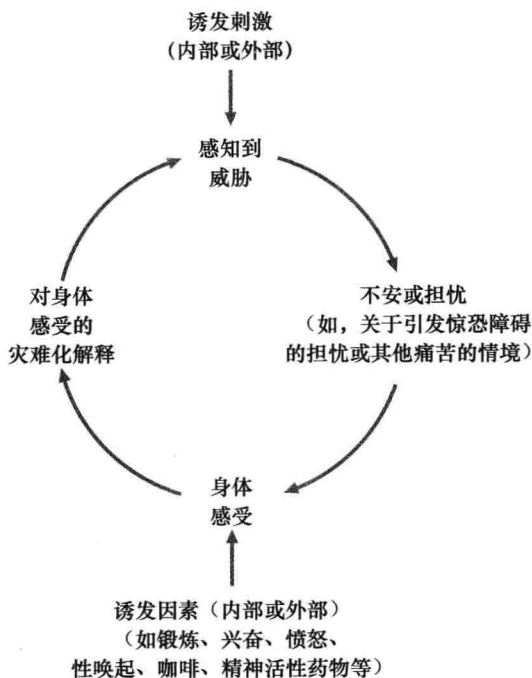 诱发刺激
(内部或外部)
感知到
威胁
不安或担忧
(如,关于引发惊恐障碍
的担忧或其他痛苦的情境)
对身体
感受的
灾难化解释
身体
感受
诱发因素(内部或外部)
(如锻炼、兴奋、愤怒、
性唤起、咖啡、精神活性药物等)